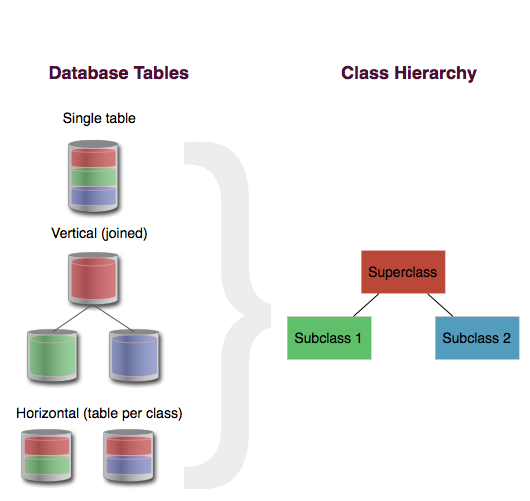 Database Tables
Class Hierarchy
Single table
Vertical (joined)
Superclass
Subclass 1
Subclass 2
Horizontal (table per class)